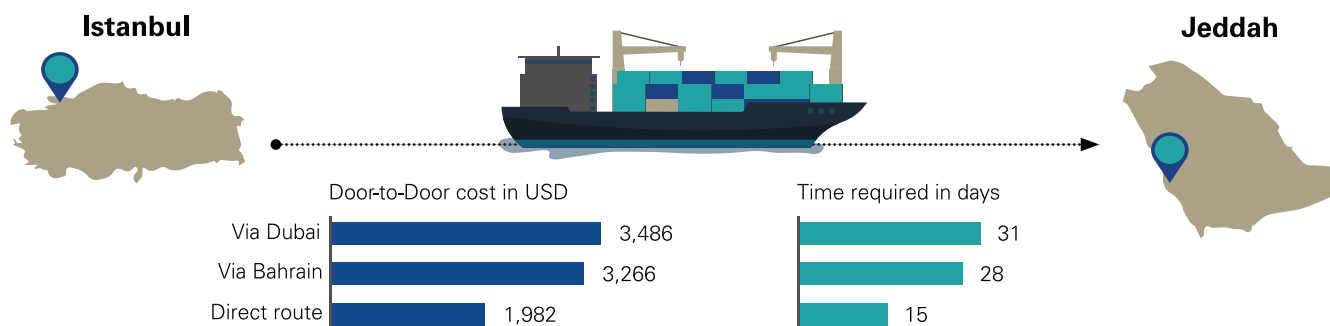 Istanbul
Jeddah
Door-to-Door cost in USD
Via Dubai 3,486
Via Bahrain 3,266
Direct route 1,982
Time required in days
31
28
15